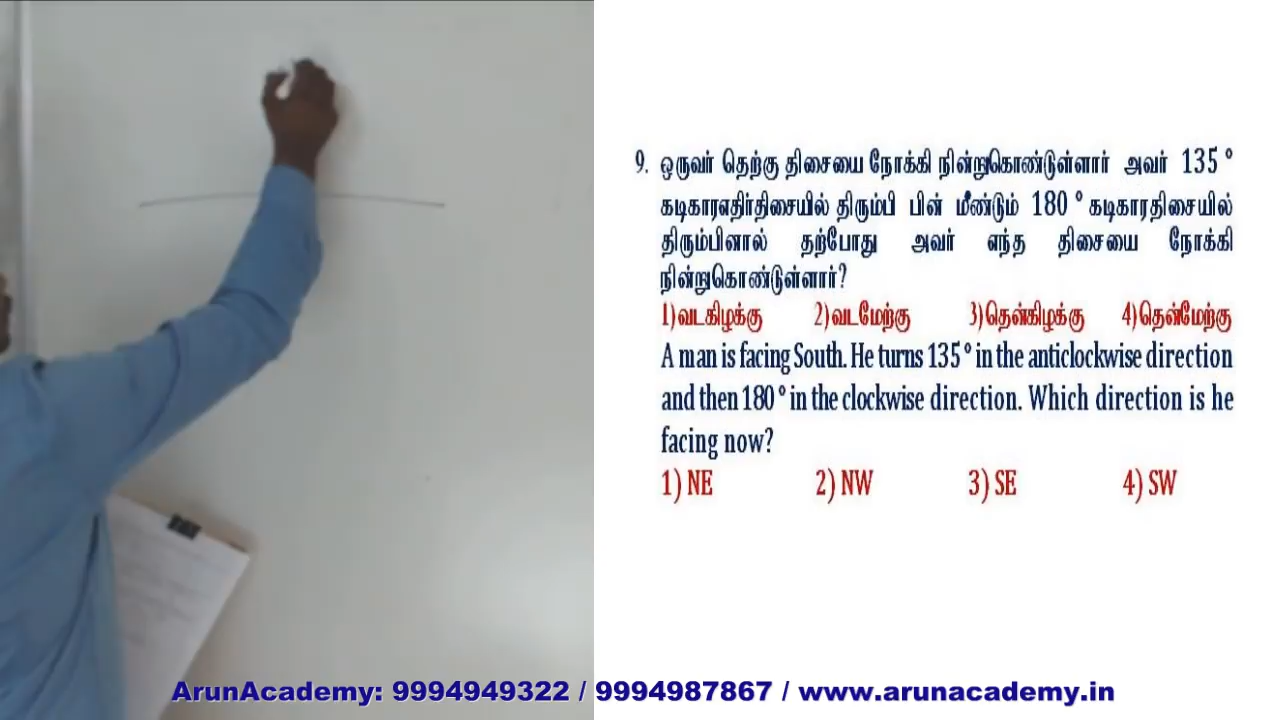 9. ஒருவர் தெற்கு திசையை நோக்கி நின்றுகொண்டுள்ளார் அவர் 135°
கடிகாரஎதிர்திசையில் திரும்பி பின் மீண்டும் 180° கடிகாரதிசையில்
திரும்பினால் தற்போது அவர் எந்த திசையை நோக்கி
நின்றுகொண்டுள்ளார்?
1)வடகிழக்கு 2)வடமேற்கு 3)தென்கிழக்கு 4)தென்மேற்கு
A man is facing South. He turns 135° in the anticlockwise direction
and then 180° in the clockwise direction. Which direction is he
facing now?
1) NE 2) NW 3) SE 4) SW
ArunAcademy: 9994949322 / 9994987867 / www.arunacademy.in